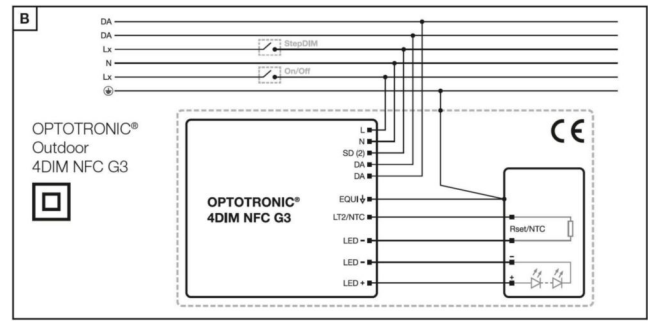 B
DA
DA
Lx
StepDIM
N
Lx
On/Off
OPTOTRONIC®
Outdoor
4DIM NFC G3
CE
L
N
SD (2)
DA
DA
OPTOTRONIC®
4DIM NFC G3
EQUI
LT2/NTC
Rset/NTC
LED -
LED -
-
LED +
+